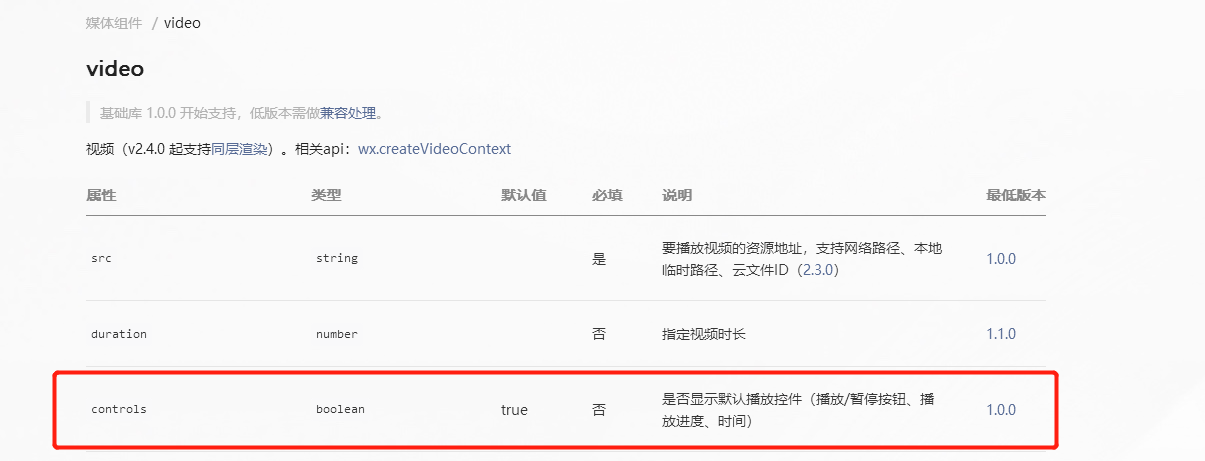 媒体组件 / video
video
基础库 1.0.0 开始支持，低版本需做兼容处理。
视频（v2.4.0 起支持同层渲染）。相关api：wx.createVideoContext
属性 类型 默认值 必填 说明 最低版本
src string 是 要播放视频的资源地址，支持网络路径、本地
临时路径、云文件ID（2.3.0） 1.0.0
duration number 否 指定视频时长 1.1.0
controls boolean true 否 是否显示默认播放控件（播放/暂停按钮、播
放进度、时间） 1.0.0